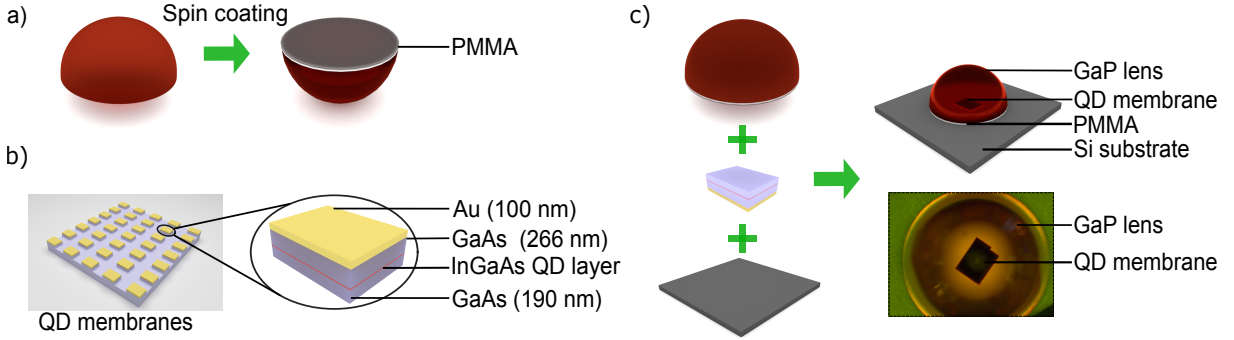 a)
Spin coating
PMMA
b)
QD membranes
Au (100 nm)
GaAs (266 nm)
InGaAs QD layer
GaAs (190 nm)
c)
GaP lens
QD membrane
PMMA
Si substrate
GaP lens
QD membrane